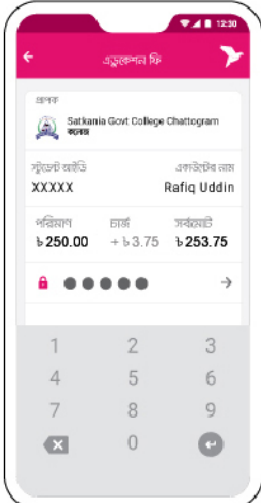 12:30
এডুকেশন ফি
প্রাপক
Satkania Govt College Chattogram
কলেজ
স্টুডেন্ট আইডি একাউন্টের নাম
XXXXX Rafiq Uddin
পরিমাণ চার্জ সর্বমোট
৳ 250.00 + ৳ 3.75 ৳ 253.75
1 2 3
4 5 6
7 8 9
0